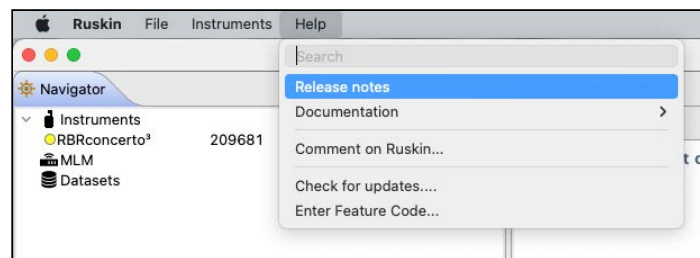 Ruskin File Instruments Help
Search
Navigator
Release notes
Instruments
Documentation
RBRconcerto³ 209681
MLM
Comment on Ruskin...
Datasets
Check for updates....
Enter Feature Code...